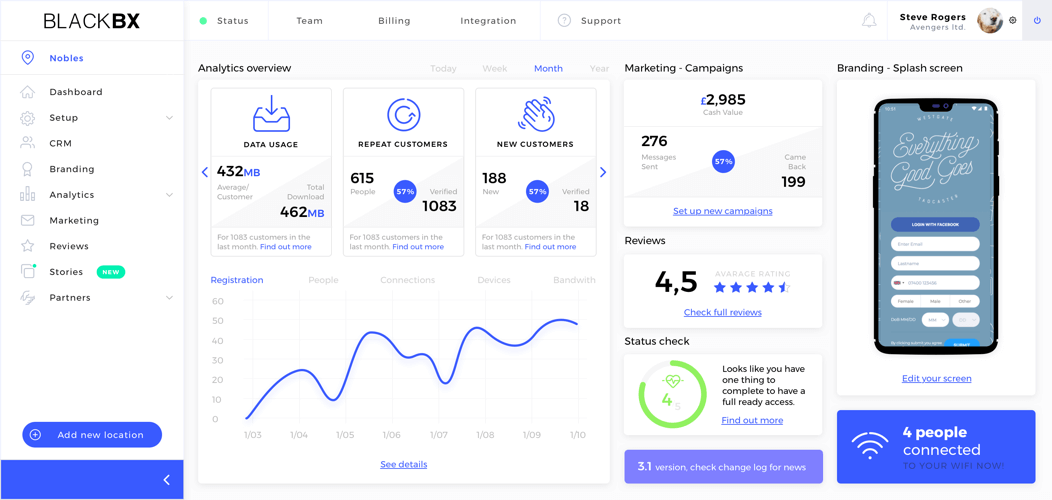 BLACKBX
Status
Team
Billing
Integration
Support
Steve Rogers
Avengers ltd.
Nobles
Dashboard
Setup
CRM
Branding
Analytics
Marketing
Reviews
Stories NEW
Partners
Add new location
Analytics overview
Today
Week
Month
Year
DATA USAGE
432MB
Average/
Customer
Total
Download
462MB
For 1083 customers in the
last month. Find out more
REPEAT CUSTOMERS
615
People
57%
Verified
1083
For 1083 customers in the
last month. Find out more
NEW CUSTOMERS
188
New
57%
Verified
18
For 1083 customers in the
last month. Find out more
Registration
People
Connections
Devices
Bandwith
60
50
40
30
20
10
0
1/03
1/04
1/05
1/06
1/07
1/08
1/09
1/10
See details
Marketing - Campaigns
£2,985
Cash Value
276
Messages
Sent
57%
Came
Back
199
Set up new campaigns
Reviews
4,5
AVARAGE RATING
Check full reviews
Status check
4
5
Looks like you have
one thing to
complete to have a
full ready access.
Find out more
3.1 version, check change log for news
Branding - Splash screen
WESTGATE
Everything
Good Goes
LOGIN WITH FACEBOOK
Enter Email
Lastname
07400 123456
Female
Male
Other
MM
DD
By clicking submit you agree
SUBMIT
Edit your screen
4 people
connected
TO YOUR WIFI NOW!